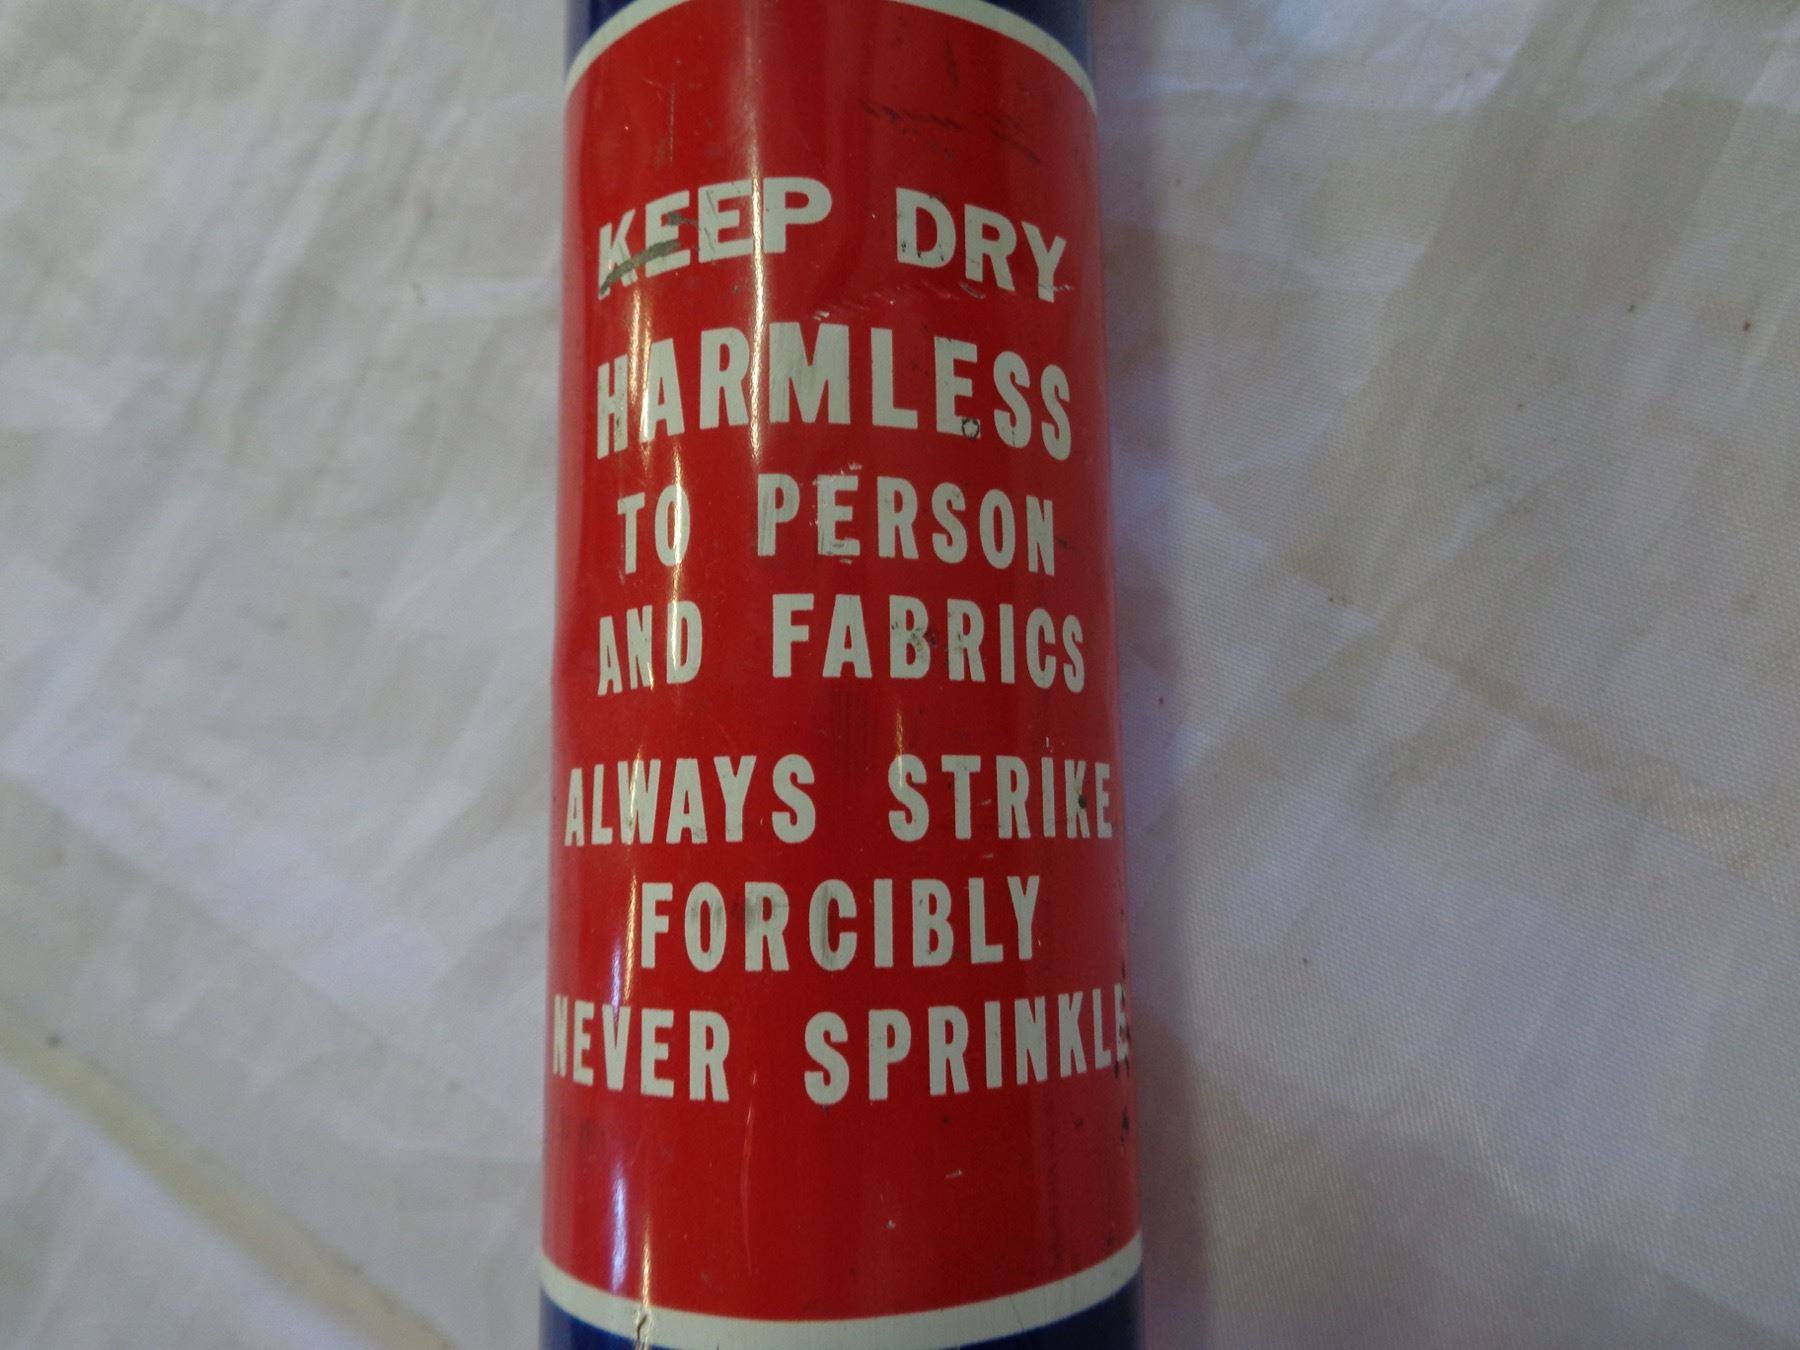 KEEP DRY
HARMLESS
TO PERSON
AND FABRICS
ALWAYS STRIKE
FORCIBLY
NEVER SPRINKLE